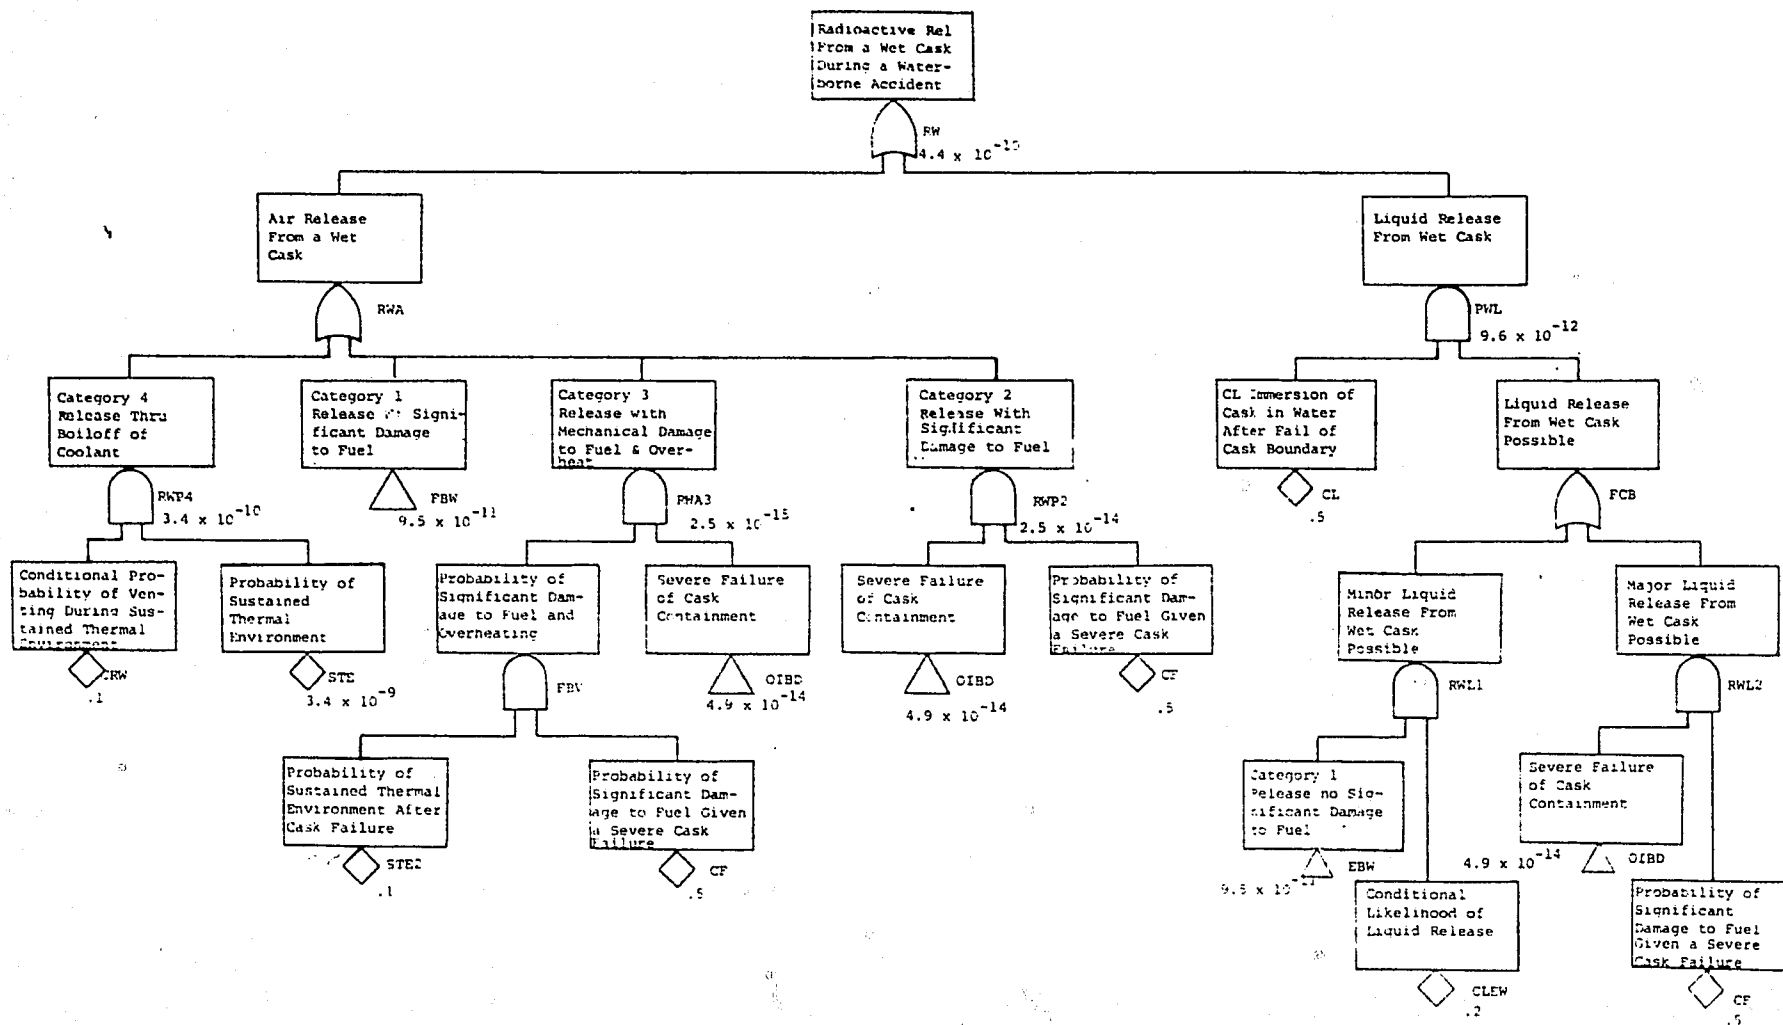 Radioactive Rel
From a Wet Cask
During a Water-
borne Accident
RW
4.4 x 10
Air Release
From a Wet
Cask
RWA
Liquid Release
From Wet Cask
PWL
9.6 x 10-12
Category 4
Release Thru
Boiloff of
Coolant
RWP4
3.4 x 10-10
Category 1
Release Signi-
ficant Damage
to Fuel
FBW
9.5 x 10-11
Category 3
Release with
Mechanical Damage
to Fuel & Over-
heat
RWA3
2.5 x 10-15
Category 2
Release With
Significant
Damage to Fuel
RWP2
2.5 x 10-14
CL Immersion of
Cask in Water
After Fail of
Cask Boundary
CL
.5
Liquid Release
From Wet Cask
Possible
FCB
Conditional Pro-
bability of Ven-
ting During Sus-
tained Thermal
Environment
CRW
.1
Probability of
Sustained
Thermal
Environment
STE
3.4 x 10-9
Probability of
Significant Dam-
age to Fuel and
Overheating
FBV
Severe Failure
of Cask
Containment
OIBD
4.9 x 10-14
Severe Failure
of Cask
Containment
OIBD
4.9 x 10-14
Probability of
Significant Dam-
age to Fuel Given
a Severe Cask
Failure
CF
.5
Minor Liquid
Release From
Wet Cask
Possible
RWL1
Major Liquid
Release From
Wet Cask
Possible
RWL2
Probability of
Sustained Thermal
Environment After
Cask Failure
STE2
.1
Probability of
Significant Dam-
age to Fuel Given
a Severe Cask
Failure
CF
.5
Category 1
Release no Sig-
nificant Damage
to Fuel
EBW
9.5 x 10-11
Conditional
Likelihood of
Liquid Release
CLEW
.2
Severe Failure
of Cask
Containment
OIBD
4.9 x 10-14
Probability of
Significant
Damage to Fuel
Given a Severe
Cask Failure
CF
.5